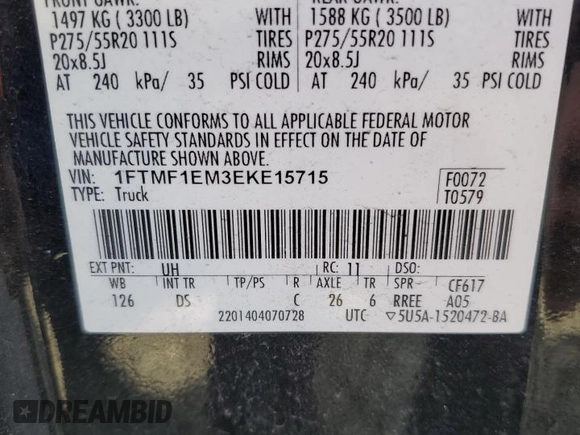 FRONT GAWR: REAR GAWR:
1497 KG ( 3300 LB) WITH 1588 KG ( 3500 LB) WITH
P275/55R20 111S TIRES P275/55R20 111S TIRES
20x8.5J RIMS 20x8.5J RIMS
AT 240 kPa/ 35 PSI COLD AT 240 kPa/ 35 PSI COLD
THIS VEHICLE CONFORMS TO ALL APPLICABLE FEDERAL MOTOR
VEHICLE SAFETY STANDARDS IN EFFECT ON THE DATE OF
MANUFACTURE SHOWN ABOVE.
VIN: 1FTMF1EM3EKE15715 F0072
TYPE: Truck T0579
EXT PNT: UH RC: 11 DSO:
WB INT TR TP/PS R AXLE TR SPR CF617
126 DS C 26 6 RREE A05
2201404070728 UTC ▽5U5A-1520472-BA
DREAMBID